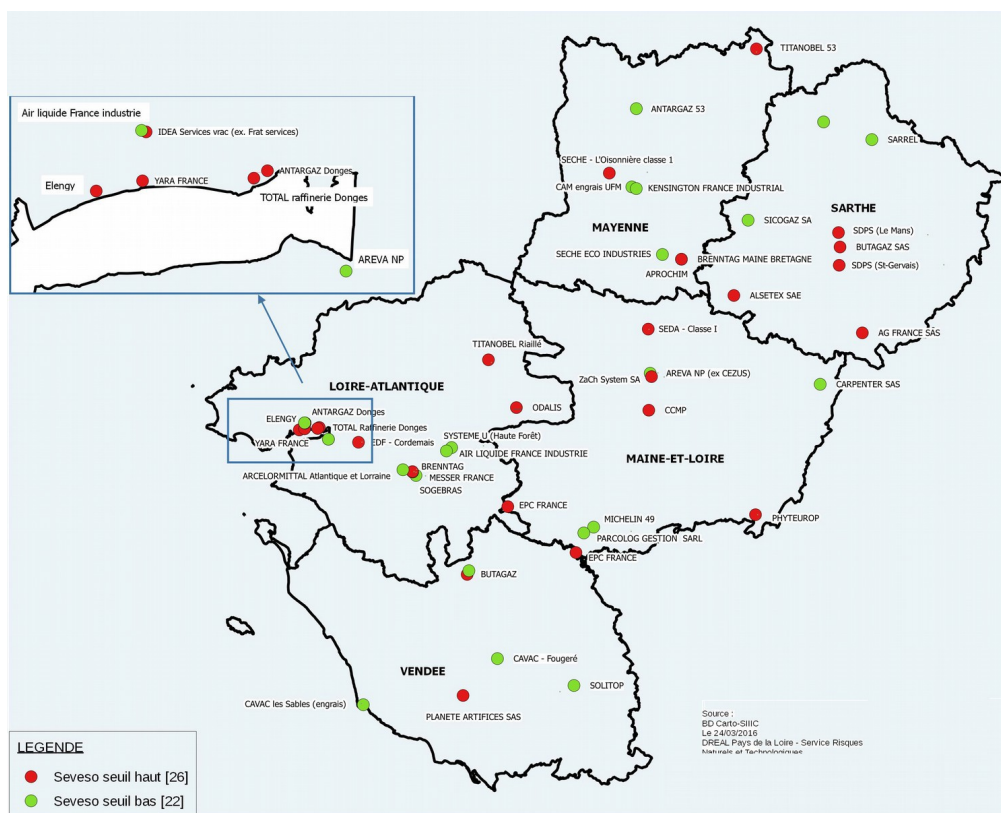 TITANOBEL 53
Air liquide France industrie
ANTARGAZ 53
IDEA Services vrac (ex. Frat services)
SARREL
SECHE - L'Oisonnière classe 1
ANTARGAZ Donges
YARA FRANCE
Elengy
CAM engrais UFM
KENSINGTON FRANCE INDUSTRIAL
TOTAL raffinerie Donges
SARTHE
SICOGAZ SA
MAYENNE
SDPS (Le Mans)
BUTAGAZ SAS
SECHE ECO INDUSTRIES
BRENNTAG MAINE BRETAGNE
AREVA NP
SDPS (St-Gervais)
APROCHIM
ALSETEX SAE
SEDA - Classe I
AG FRANCE SAS
TITANOBEL Riaillé
AREVA NP (ex CEZUS)
ZaCh System SA
LOIRE-ATLANTIQUE
CARPENTER SAS
ODALIS
CCMP
ANTARGAZ Donges
ELENGY
TOTAL Raffinerie Donges
SYSTEME U (Haute Forêt)
YARA FRANCE
EDF - Cordemais
AIR LIQUIDE FRANCE INDUSTRIE
MAINE-ET-LOIRE
BRENNTAG
ARCELORMITTAL Atlantique et Lorraine
MESSER FRANCE
SOGEBRAS
EPC FRANCE
MICHELIN 49
PHYTEUROP
PARCOLOG GESTION SARL
EPC FRANCE
BUTAGAZ
CAVAC - Fougeré
VENDEE
SOLITOP
CAVAC les Sables (engrais)
PLANETE ARTIFICES SAS
Source :
BD Carto-SIIIC
Le 24/03/2016
DREAL Pays de la Loire - Service Risques
Naturels et Technologiques
LEGENDE
Seveso seuil haut [26]
Seveso seuil bas [22]